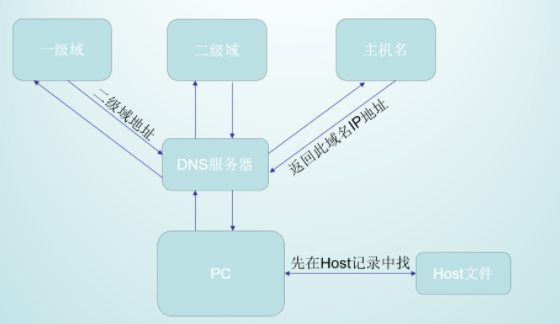 一级域
二级域
主机名
二级域地址
返回此域名IP地址
DNS服务器
先在Host记录中找
PC
Host文件